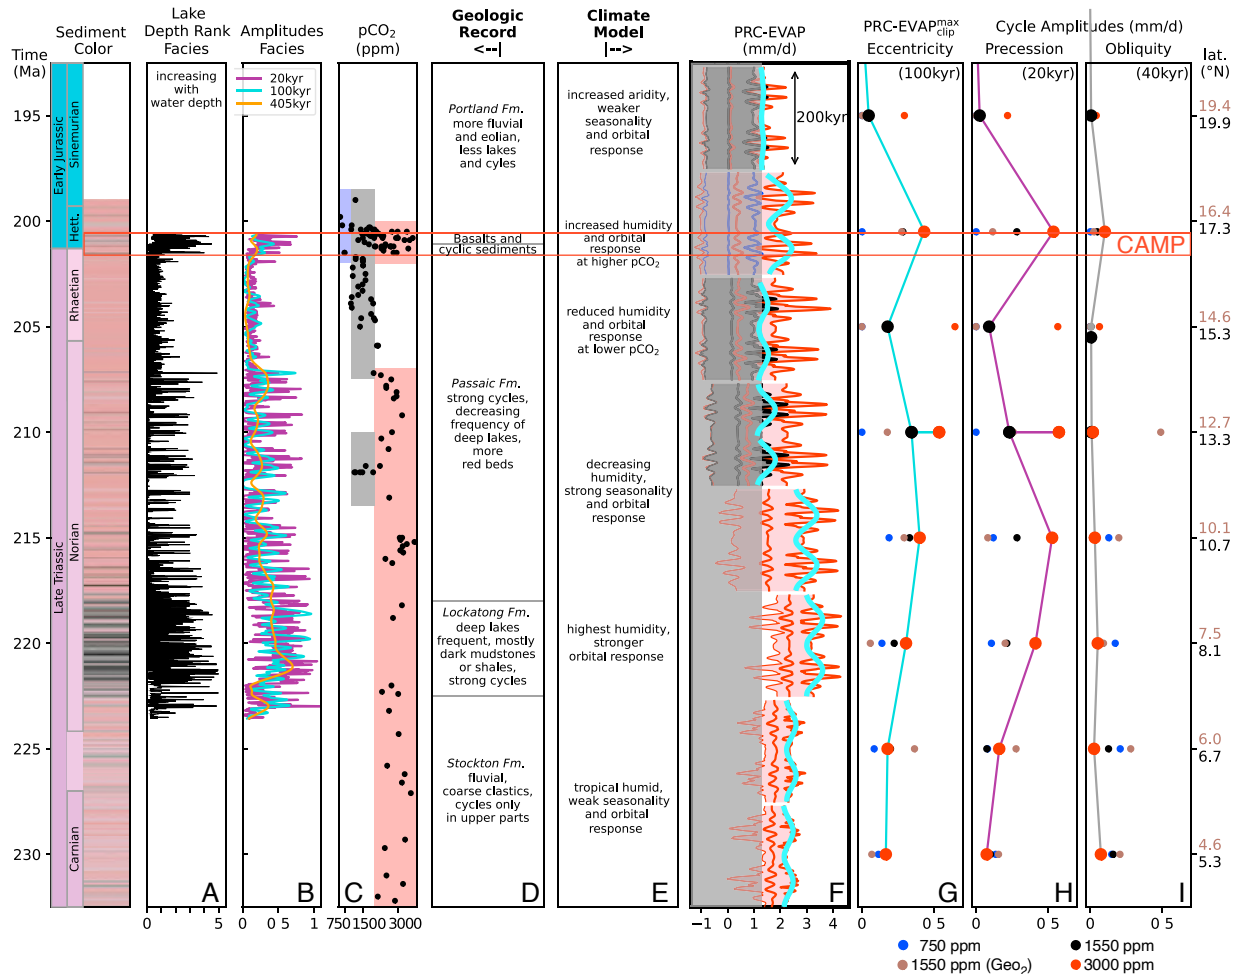 Time
(Ma)
Sediment
Color
Lake
Depth Rank
Facies
Amplitudes
Facies
pCO2
(ppm)
Geologic
Record
<--|
Climate
Model
|-->
PRC-EVAP
(mm/d)
PRC-EVAP max clip
Eccentricity
Cycle Amplitudes (mm/d)
Precession
Obliquity
lat.
(°N)
195
200
205
210
215
220
225
230
Early Jurassic
Sinemurian
Hett.
Late Triassic
Rhaetian
Norian
Carnian
increasing
with
water depth
20kyr
100kyr
405kyr
Portland Fm.
more fluvial
and eolian,
less lakes
and cyles
Basalts and
cyclic sediments
Passaic Fm.
strong cycles,
decreasing
frequency of
deep lakes,
more
red beds
Lockatong Fm.
deep lakes
frequent, mostly
dark mudstones
or shales,
strong cycles
Stockton Fm.
fluvial,
coarse clastics,
cycles only
in upper parts
increased aridity,
weaker
seasonality
and orbital
response
increased humidity
and orbital
response
at higher pCO2
reduced humidity
and orbital
response
at lower pCO2
decreasing
humidity,
strong seasonality
and orbital
response
highest humidity,
stronger
orbital response
tropical humid,
weak seasonality
and orbital
response
200kyr
(100kyr)
(20kyr)
(40kyr)
CAMP
19.4
19.9
16.4
17.3
14.6
15.3
12.7
13.3
10.1
10.7
7.5
8.1
6.0
6.7
4.6
5.3
A
B
C
D
E
F
G
H
I
0 5
0 5 1
750 1500 3000
−1 0 1 2 3 4
0 0 5
0 0 5
0 0 5
750 ppm
1550 ppm
1550 ppm (Geo2)
3000 ppm